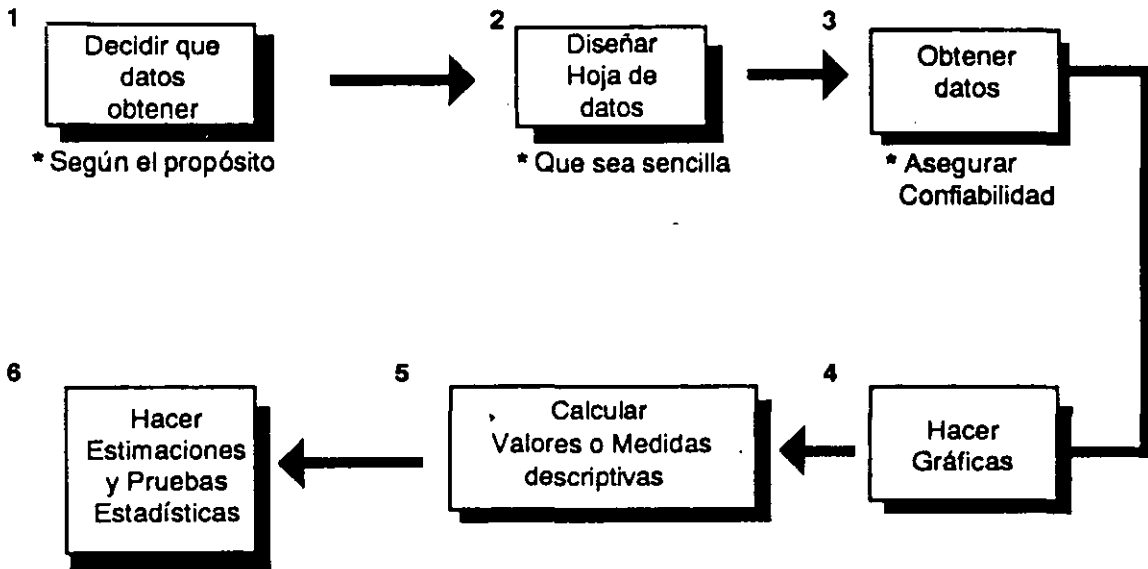 1
Decidir que
datos
obtener
* Según el propósito
2
Diseñar
Hoja de
datos
* Que sea sencilla
3
Obtener
datos
* Asegurar
Confiabilidad
6
Hacer
Estimaciones
y Pruebas
Estadísticas
5
Calcular
Valores o Medidas
descriptivas
4
Hacer
Gráficas